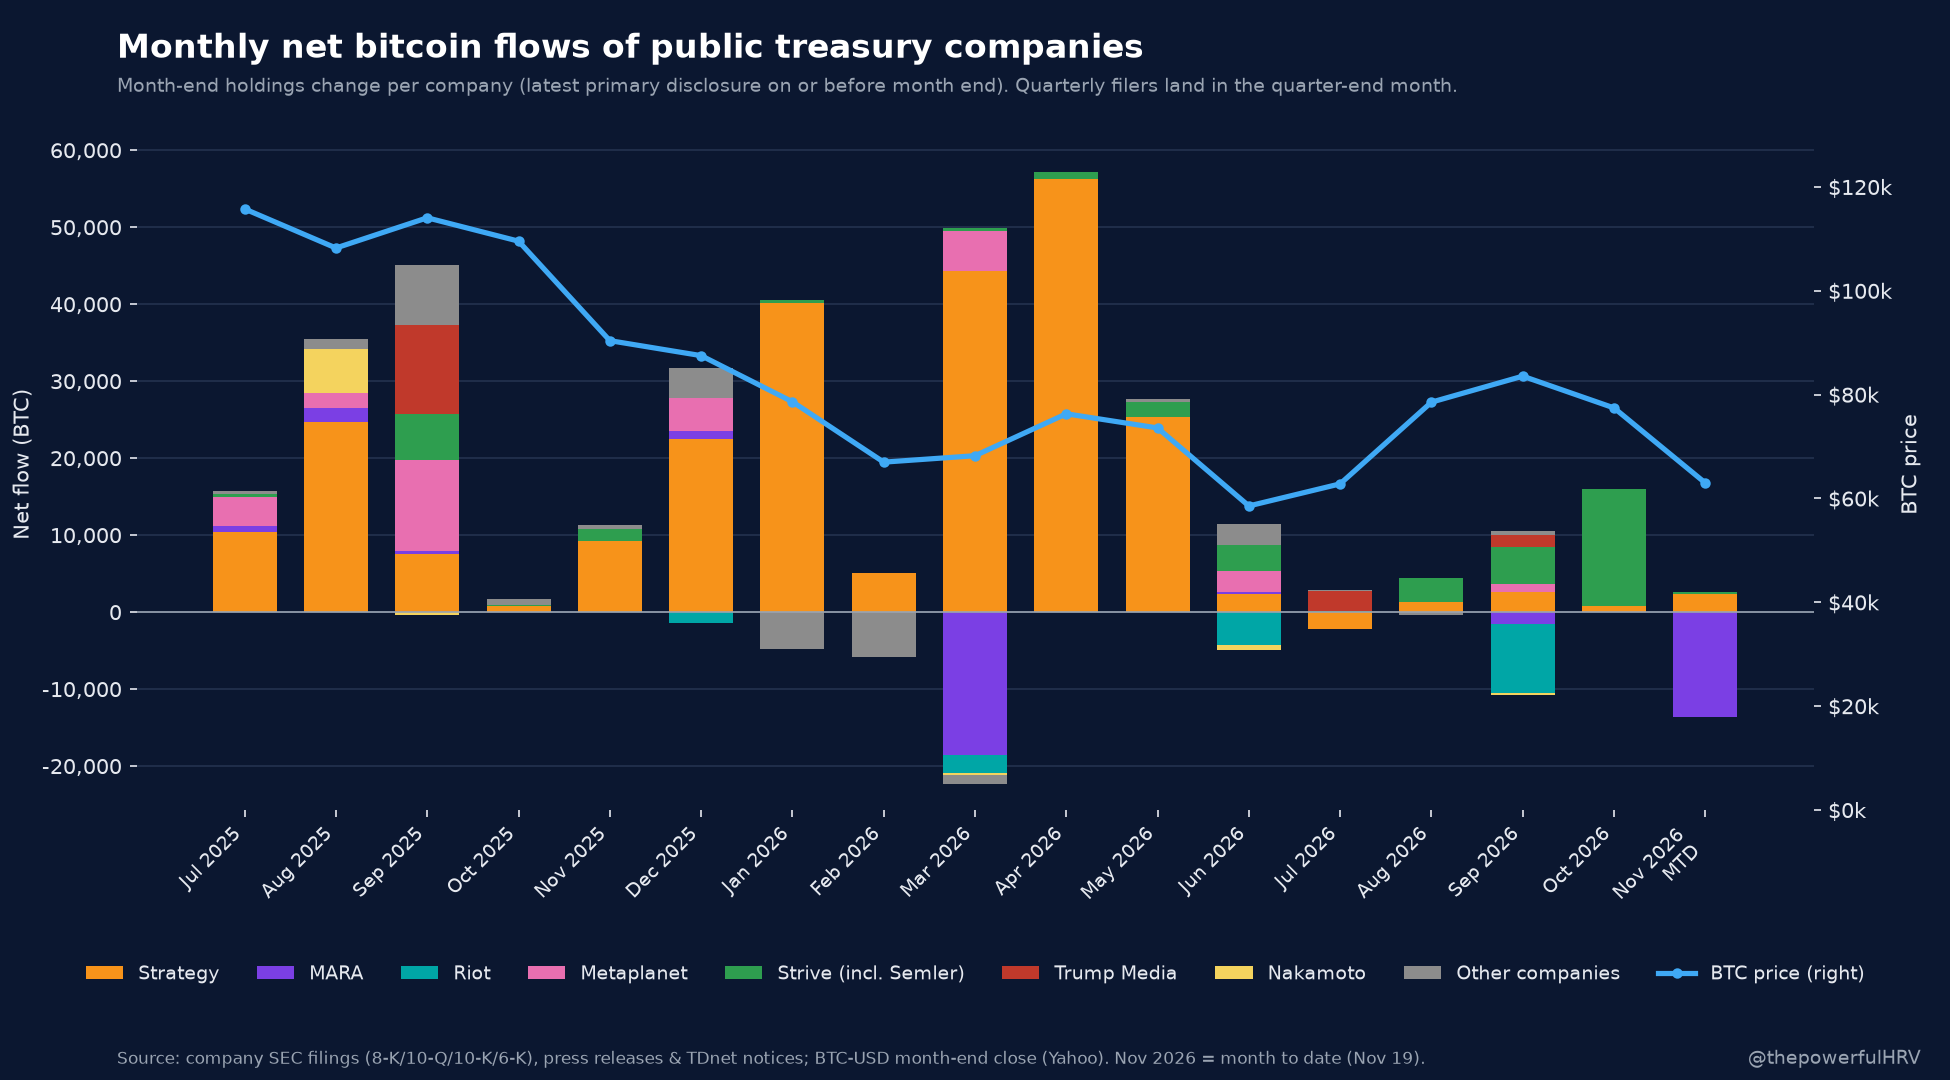 Monthly net bitcoin flows of public treasury companies
Month-end holdings change per company (latest primary disclosure on or before month end). Quarterly filers land in the quarter-end month.
60,000
50,000
40,000
30,000
20,000
10,000
0
-10,000
-20,000
Net flow (BTC)
$120k
$100k
$80k
$60k
$40k
$20k
$0k
BTC price
Jul 2025
Aug 2025
Sep 2025
Oct 2025
Nov 2025
Dec 2025
Jan 2026
Feb 2026
Mar 2026
Apr 2026
May 2026
Jun 2026
Jul 2026
Aug 2026
Sep 2026
Oct 2026
Nov 2026
MTD
Strategy
MARA
Riot
Metaplanet
Strive (incl. Semler)
Trump Media
Nakamoto
Other companies
BTC price (right)
Source: company SEC filings (8-K/10-Q/10-K/6-K), press releases & TDnet notices; BTC-USD month-end close (Yahoo). Nov 2026 = month to date (Nov 19).
@thepowerfulHRV